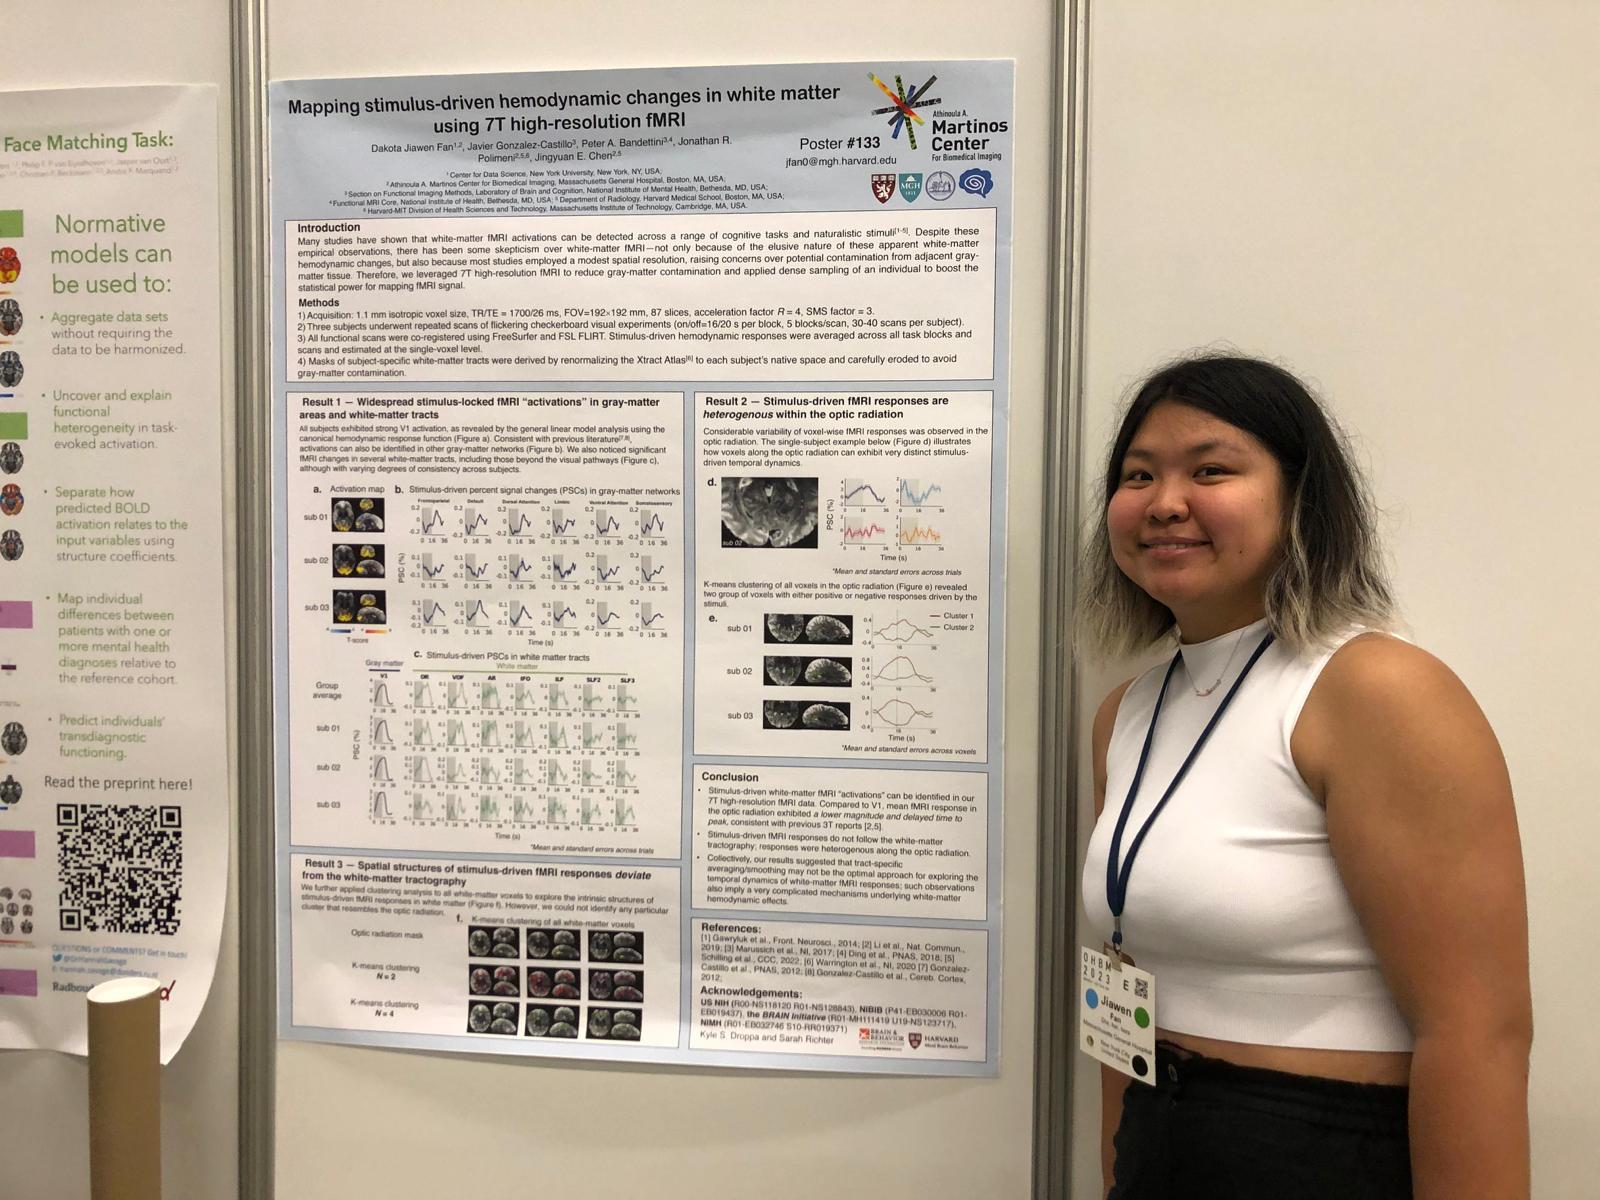 Face Matching Task:
Normative
models can
be used to:
• Aggregate data sets
without requiring the
data to be harmonized.
• Uncover and explain
functional
heterogeneity in task-
evoked activation.
• Separate how
predicted BOLD
activation relates to the
input variables using
structure coefficients.
• Map individual
differences between
patients with one or
more mental health
diagnoses relative to
the reference cohort.
• Predict individuals'
transdiagnostic
functioning.
Read the preprint here!
QUESTIONS or COMMENTS? Get in touch!
Mapping stimulus-driven hemodynamic changes in white matter
using 7T high-resolution fMRI
Dakota Jiawen Fan1,2, Javier Gonzalez-Castillo3, Peter A. Bandettini3,4, Jonathan R.
Polimeni2,5,6, Jingyuan E. Chen2,5
1 Center for Data Science, New York University, New York, NY, USA;
2 Athinoula A. Martinos Center for Biomedical Imaging, Massachusetts General Hospital, Boston, MA, USA;
3 Section on Functional Imaging Methods, Laboratory of Brain and Cognition, National Institute of Mental Health, Bethesda, MD, USA;
4 Functional MRI Core, National Institute of Health, Bethesda, MD, USA; 5 Department of Radiology, Harvard Medical School, Boston, MA, USA;
6 Harvard-MIT Division of Health Sciences and Technology, Massachusetts Institute of Technology, Cambridge, MA, USA.
Poster #133
jfan0@mgh.harvard.edu
Athinoula A.
Martinos
Center
For Biomedical Imaging
MGH
Introduction
Many studies have shown that white-matter fMRI activations can be detected across a range of cognitive tasks and naturalistic stimuli[1-5]. Despite these
empirical observations, there has been some skepticism over white-matter fMRI—not only because of the elusive nature of these apparent white-matter
hemodynamic changes, but also because most studies employed a modest spatial resolution, raising concerns over potential contamination from adjacent gray-
matter tissue. Therefore, we leveraged 7T high-resolution fMRI to reduce gray-matter contamination and applied dense sampling of an individual to boost the
statistical power for mapping fMRI signal.
Methods
1) Acquisition: 1.1 mm isotropic voxel size, TR/TE = 1700/26 ms, FOV=192×192 mm, 87 slices, acceleration factor R = 4, SMS factor = 3.
2) Three subjects underwent repeated scans of flickering checkerboard visual experiments (on/off=16/20 s per block, 5 blocks/scan, 30-40 scans per subject).
3) All functional scans were co-registered using FreeSurfer and FSL FLIRT. Stimulus-driven hemodynamic responses were averaged across all task blocks and
scans and estimated at the single-voxel level.
4) Masks of subject-specific white-matter tracts were derived by renormalizing the Xtract Atlas[6] to each subject's native space and carefully eroded to avoid
gray-matter contamination.
Result 1 — Widespread stimulus-locked fMRI "activations" in gray-matter
areas and white-matter tracts
All subjects exhibited strong V1 activation, as revealed by the general linear model analysis using the
canonical hemodynamic response function (Figure a). Consistent with previous literature[7,8],
activations can also be identified in other gray-matter networks (Figure b). We also noticed significant
fMRI changes in several white-matter tracts, including those beyond the visual pathways (Figure c),
although with varying degrees of consistency across subjects.
a. Activation map
b. Stimulus-driven percent signal changes (PSCs) in gray-matter networks
Frontoparietal Default Dorsal Attention Limbic Ventral Attention Somatosensory
sub 01
sub 02
sub 03
PSC (%)
T-score
Time (s)
c. Stimulus-driven PSCs in white matter tracts
Gray matter White matter
V1 OR VOF AR IFO ILF SLF2 SLF3
Group
average
sub 01
sub 02
sub 03
PSC (%)
Time (s)
*Mean and standard errors across trials
Result 3 — Spatial structures of stimulus-driven fMRI responses deviate
from the white-matter tractography
We further applied clustering analysis to all white-matter voxels to explore the intrinsic structures of
stimulus-driven fMRI responses in white matter (Figure f). However, we could not identify any particular
cluster that resembles the optic radiation.
f. K-means clustering of all white-matter voxels
Optic radiation mask
K-means clustering
N = 2
K-means clustering
N = 4
Result 2 — Stimulus-driven fMRI responses are
heterogenous within the optic radiation
Considerable variability of voxel-wise fMRI responses was observed in the
optic radiation. The single-subject example below (Figure d) illustrates
how voxels along the optic radiation can exhibit very distinct stimulus-
driven temporal dynamics.
d.
sub 02
PSC (%)
Time (s)
*Mean and standard errors across trials
K-means clustering of all voxels in the optic radiation (Figure e) revealed
two group of voxels with either positive or negative responses driven by the
stimuli.
e.
Cluster 1
Cluster 2
sub 01
sub 02
sub 03
Time (s)
*Mean and standard errors across voxels
Conclusion
• Stimulus-driven white-matter fMRI "activations" can be identified in our
7T high-resolution fMRI data. Compared to V1, mean fMRI response in
the optic radiation exhibited a lower magnitude and delayed time to
peak, consistent with previous 3T reports [2,5].
• Stimulus-driven fMRI responses do not follow the white-matter
tractography; responses were heterogenous along the optic radiation.
• Collectively, our results suggested that tract-specific
averaging/smoothing may not be the optimal approach for exploring the
temporal dynamics of white-matter fMRI responses; such observations
also imply a very complicated mechanisms underlying white-matter
hemodynamic effects.
References:
[1] Gawryluk et al., Front. Neurosci., 2014; [2] Li et al., Nat. Commun.,
2019; [3] Marussich et al., NI, 2017; [4] Ding et al., PNAS, 2018; [5]
Schilling et al., CCC, 2022; [6] Warrington et al., NI, 2020 [7] Gonzalez-
Castillo et al., PNAS, 2012; [8] Gonzalez-Castillo et al., Cereb. Cortex,
2012;
Acknowledgements:
US NIH (R00-NS118120 R01-NS128843), NIBIB (P41-EB030006 R01-
EB019437), the BRAIN Initiative (R01-MH111419 U19-NS123717),
NIMH (R01-EB032746 S10-RR019371)
Kyle S. Droppa and Sarah Richter
BRAIN &
BEHAVIOR
HARVARD
OHBM
2023
E
Jiawen
Fan
Massachusetts General Hospital
New York City
United States